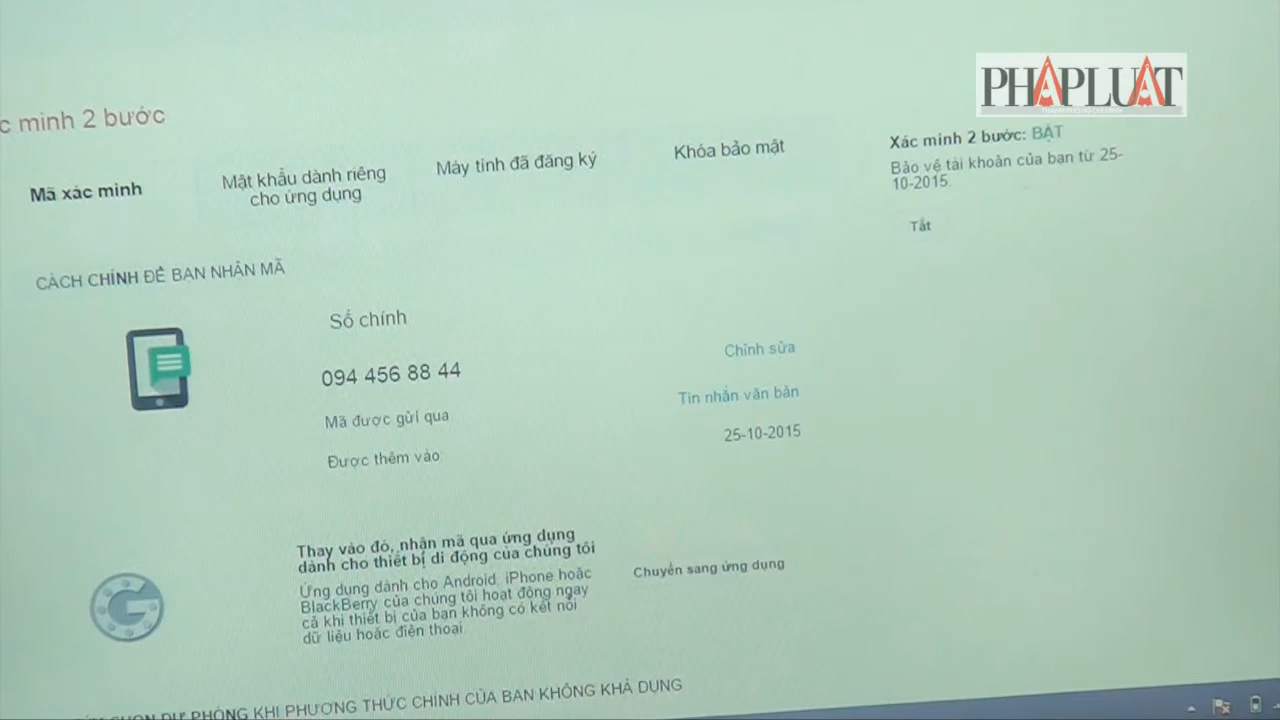 PHÁPLUẬT
c minh 2 bước
Mã xác minh
Mật khẩu dành riêng
cho ứng dụng
Máy tính đã đăng ký
Khóa bảo mật
Xác minh 2 bước: BẬT
Bảo vệ tài khoản của bạn từ 25-
10-2015.
Tắt
CÁCH CHÍNH ĐỂ BẠN NHẬN MÃ
Số chính
094 456 88 44
Chỉnh sửa
Mã được gửi qua
Tin nhắn văn bản
Được thêm vào:
25-10-2015
Thay vào đó, nhận mã qua ứng dụng
dành cho thiết bị di động của chúng tôi
Ứng dụng dành cho Android, iPhone hoặc
BlackBerry của chúng tôi hoạt động ngay
cả khi thiết bị của bạn không có kết nối
dữ liệu hoặc điện thoại.
Chuyển sang ứng dụng
CHỌN DỰ PHÒNG KHI PHƯƠNG THỨC CHÍNH CỦA BẠN KHÔNG KHẢ DỤNG